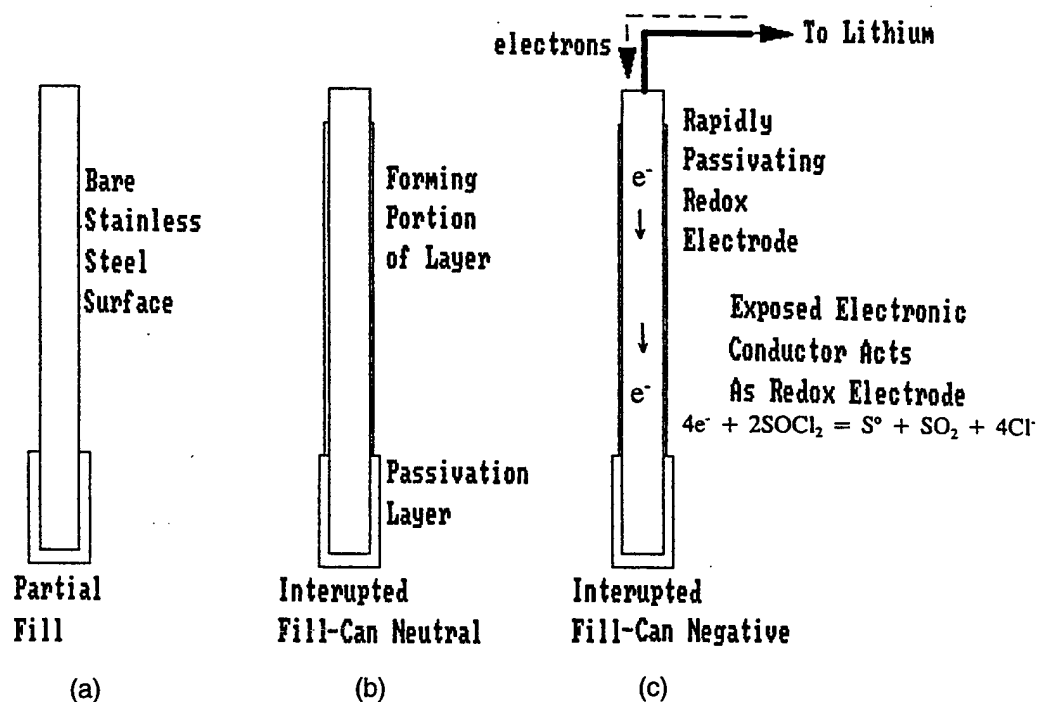 electrons
To Lithium
Bare
Stainless
Steel
Surface
Partial
Fill
(a)
Forming
Portion
of Layer
Passivation
Layer
Interupted
Fill-Can Neutral
(b)
Rapidly
Passivating
Redox
Electrode
e⁻
e⁻
Exposed Electronic
Conductor Acts
As Redox Electrode
4e⁻ + 2SOCl₂ = S° + SO₂ + 4Cl⁻
Interupted
Fill-Can Negative
(c)